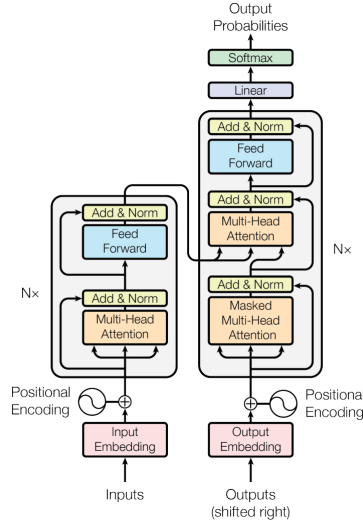 Output
Probabilities
Softmax
Linear
Add & Norm
Feed
Forward
Add & Norm
Multi-Head
Attention
Add & Norm
Masked
Multi-Head
Attention
N×
Add & Norm
Feed
Forward
Add & Norm
Multi-Head
Attention
N×
Positional
Encoding
Positiona
Encoding
Input
Embedding
Output
Embedding
Inputs
Outputs
(shifted right)